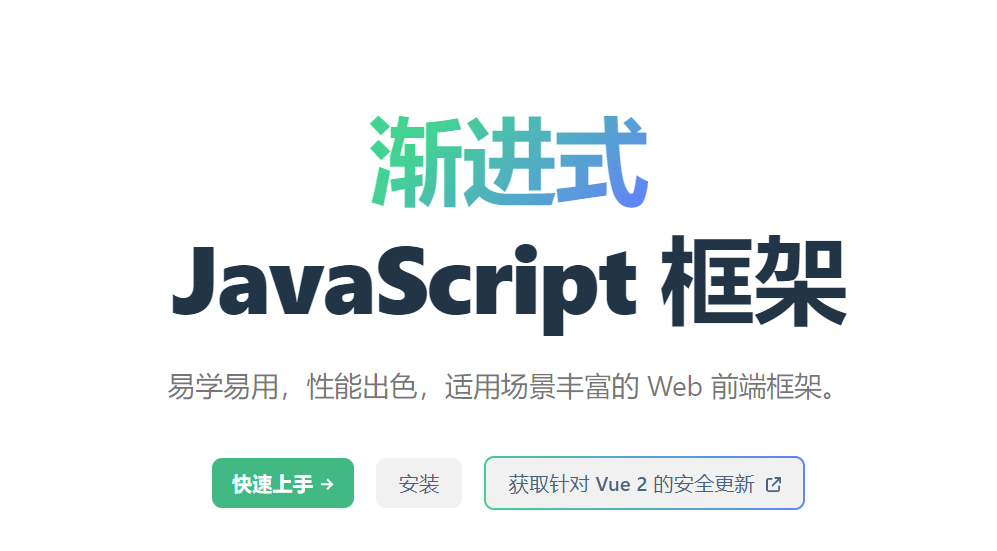 渐进式
JavaScript 框架
易学易用，性能出色，适用场景丰富的 Web 前端框架。
快速上手 →
安装
获取针对 Vue 2 的安全更新